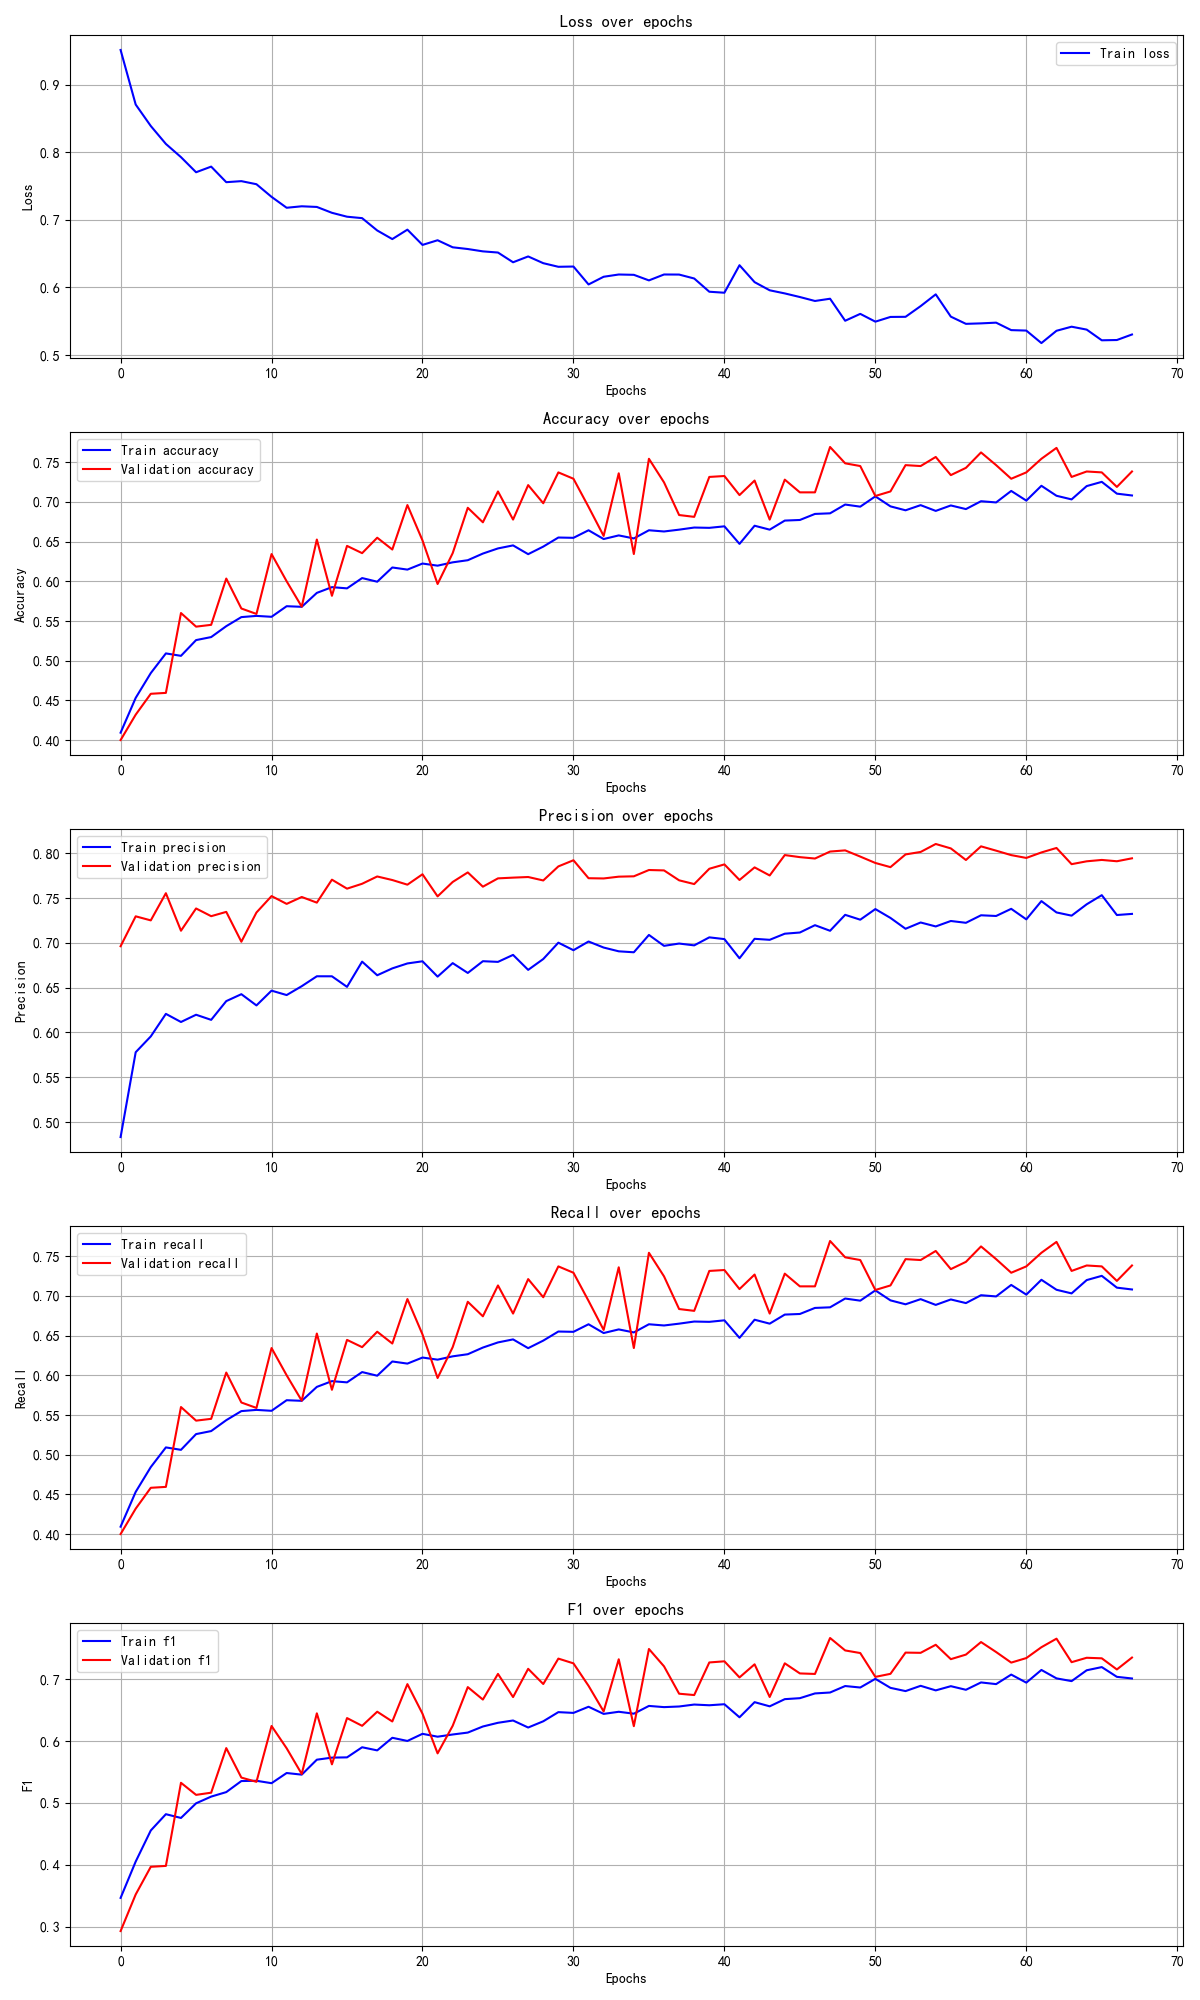 Loss over epochs
Train loss
0.9
0.8
0.7
0.6
0.5
Loss
0 10 20 30 40 50 60 70
Epochs
Accuracy over epochs
Train accuracy
Validation accuracy
0.75
0.70
0.65
0.60
0.55
0.50
0.45
0.40
Accuracy
0 10 20 30 40 50 60 70
Epochs
Precision over epochs
Train precision
Validation precision
0.80
0.75
0.70
0.65
0.60
0.55
0.50
Precision
0 10 20 30 40 50 60 70
Epochs
Recall over epochs
Train recall
Validation recall
0.75
0.70
0.65
0.60
0.55
0.50
0.45
0.40
Recall
0 10 20 30 40 50 60 70
Epochs
F1 over epochs
Train f1
Validation f1
0.7
0.6
0.5
0.4
0.3
F1
0 10 20 30 40 50 60 70
Epochs